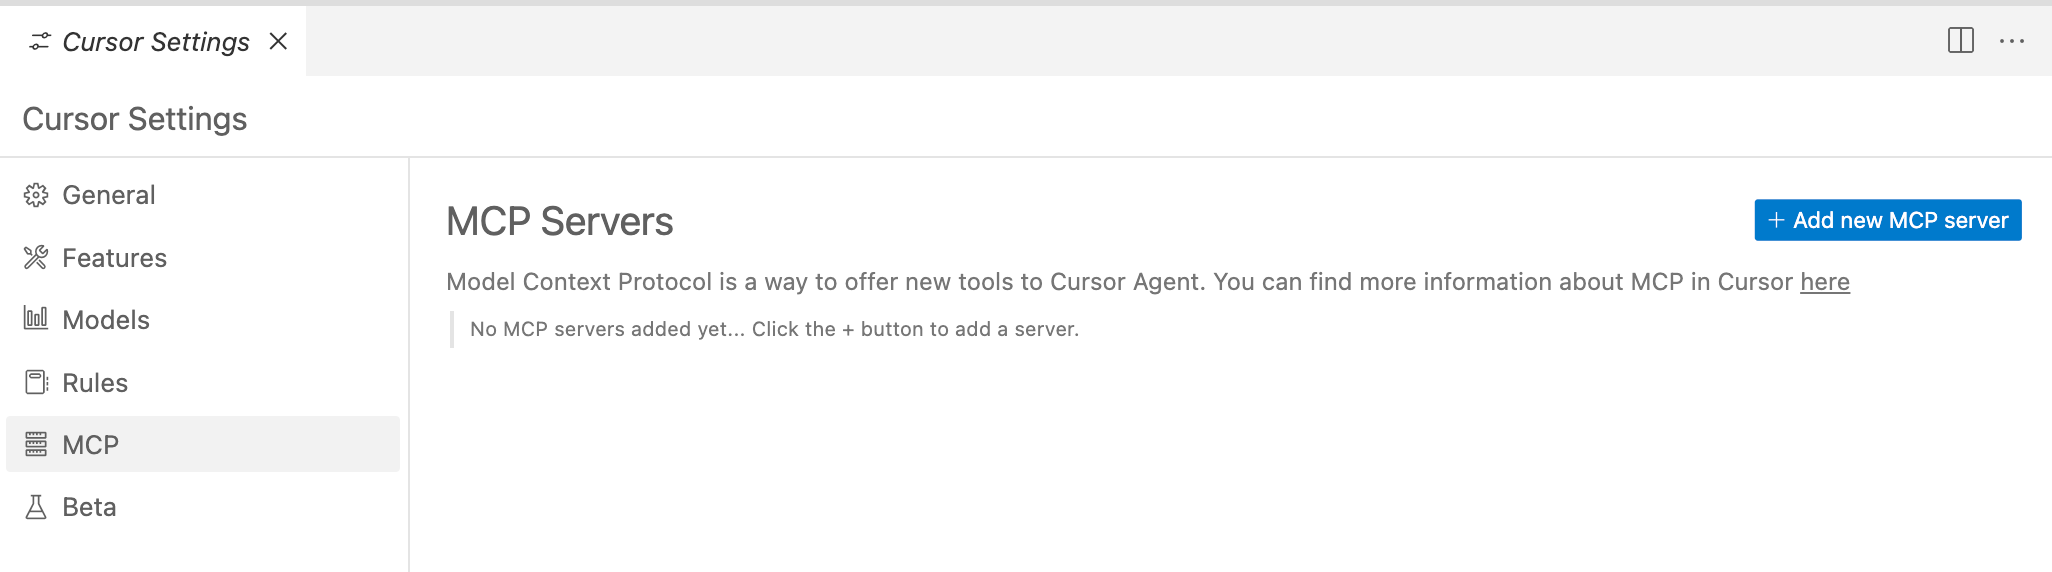 Cursor Settings
Cursor Settings
General
Features
Models
Rules
MCP
Beta
MCP Servers
+ Add new MCP server
Model Context Protocol is a way to offer new tools to Cursor Agent. You can find more information about MCP in Cursor here
No MCP servers added yet... Click the + button to add a server.